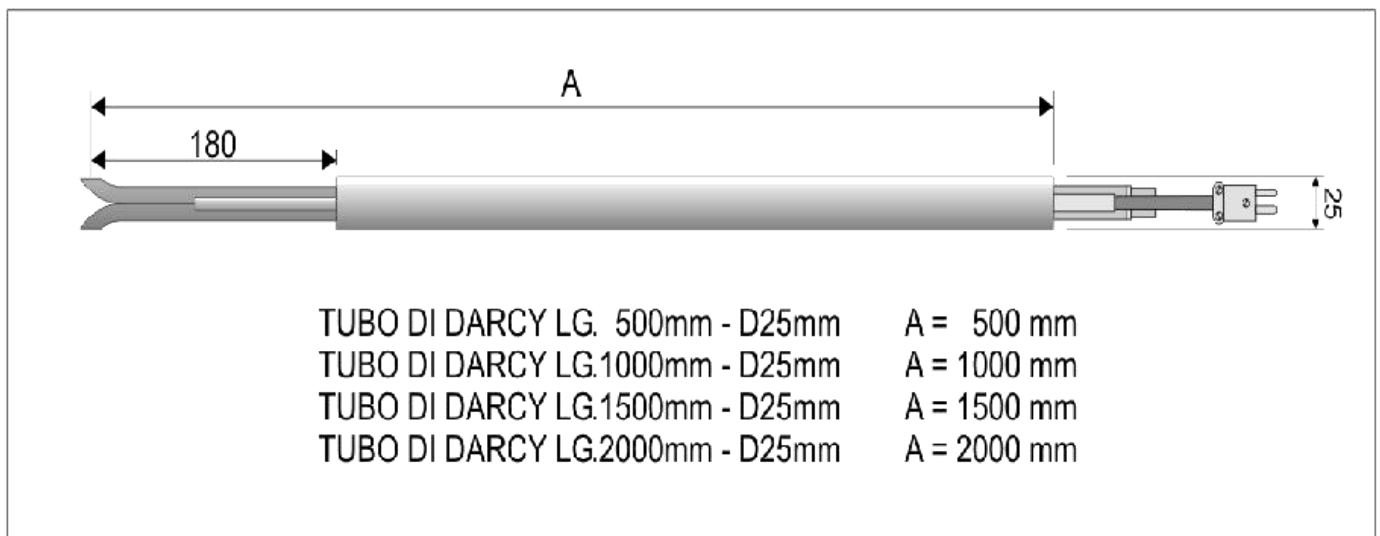 A
180
25
TUBO DI DARCY LG. 500mm - D25mm A = 500 mm
TUBO DI DARCY LG.1000mm - D25mm A = 1000 mm
TUBO DI DARCY LG.1500mm - D25mm A = 1500 mm
TUBO DI DARCY LG.2000mm - D25mm A = 2000 mm